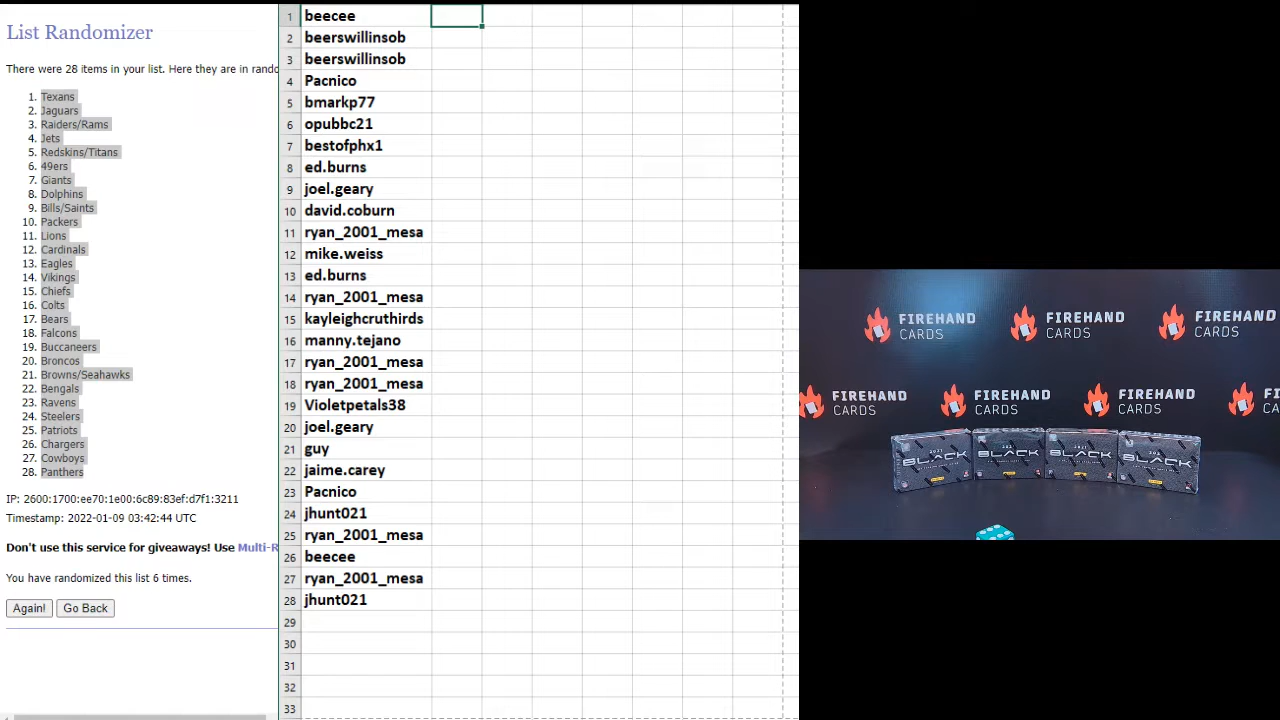 List Randomizer
There were 28 items in your list. Here they are in rando
1. Texans
2. Jaguars
3. Raiders/Rams
4. Jets
5. Redskins/Titans
6. 49ers
7. Giants
8. Dolphins
9. Bills/Saints
10. Packers
11. Lions
12. Cardinals
13. Eagles
14. Vikings
15. Chiefs
16. Colts
17. Bears
18. Falcons
19. Buccaneers
20. Broncos
21. Browns/Seahawks
22. Bengals
23. Ravens
24. Steelers
25. Patriots
26. Chargers
27. Cowboys
28. Panthers
IP: 2600:1700:ee70:1e00:6c89:83ef:d7f1:3211
Timestamp: 2022-01-09 03:42:44 UTC
Don't use this service for giveaways! Use Multi-R
You have randomized this list 6 times.
Again! Go Back
1 beecee
2 beerswillinsob
3 beerswillinsob
4 Pacnico
5 bmarkp77
6 opubbc21
7 bestofphx1
8 ed.burns
9 joel.geary
10 david.coburn
11 ryan_2001_mesa
12 mike.weiss
13 ed.burns
14 ryan_2001_mesa
15 kayleighcruthirds
16 manny.tejano
17 ryan_2001_mesa
18 ryan_2001_mesa
19 Violetpetals38
20 joel.geary
21 guy
22 jaime.carey
23 Pacnico
24 jhunt021
25 ryan_2001_mesa
26 beecee
27 ryan_2001_mesa
28 jhunt021
29
30
31
32
33
FIREHAND CARDS
FIREHAND CARDS
FIREHAND CARDS
FIREHAND CARDS
FIREHAND CARDS
FIREHAND CARDS
FI
CA
2021 BLACK
2021 BLACK
2021 BLACK
2021 BLACK